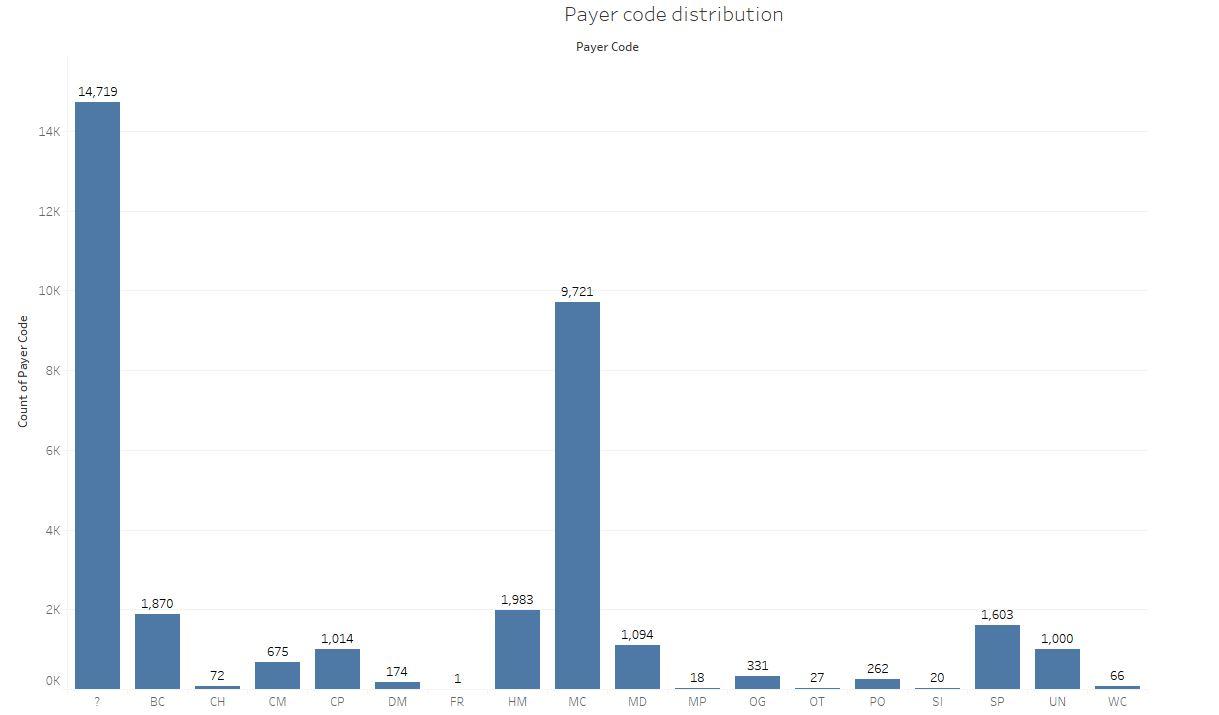 Payer code distribution
Payer Code
Count of Payer Code
14K
12K
10K
8K
6K
4K
2K
0K
14,719
1,870
72
675
1,014
174
1
1,983
9,721
1,094
18
331
27
262
20
1,603
1,000
66
? BC CH CM CP DM FR HM MC MD MP OG OT PO SI SP UN WC